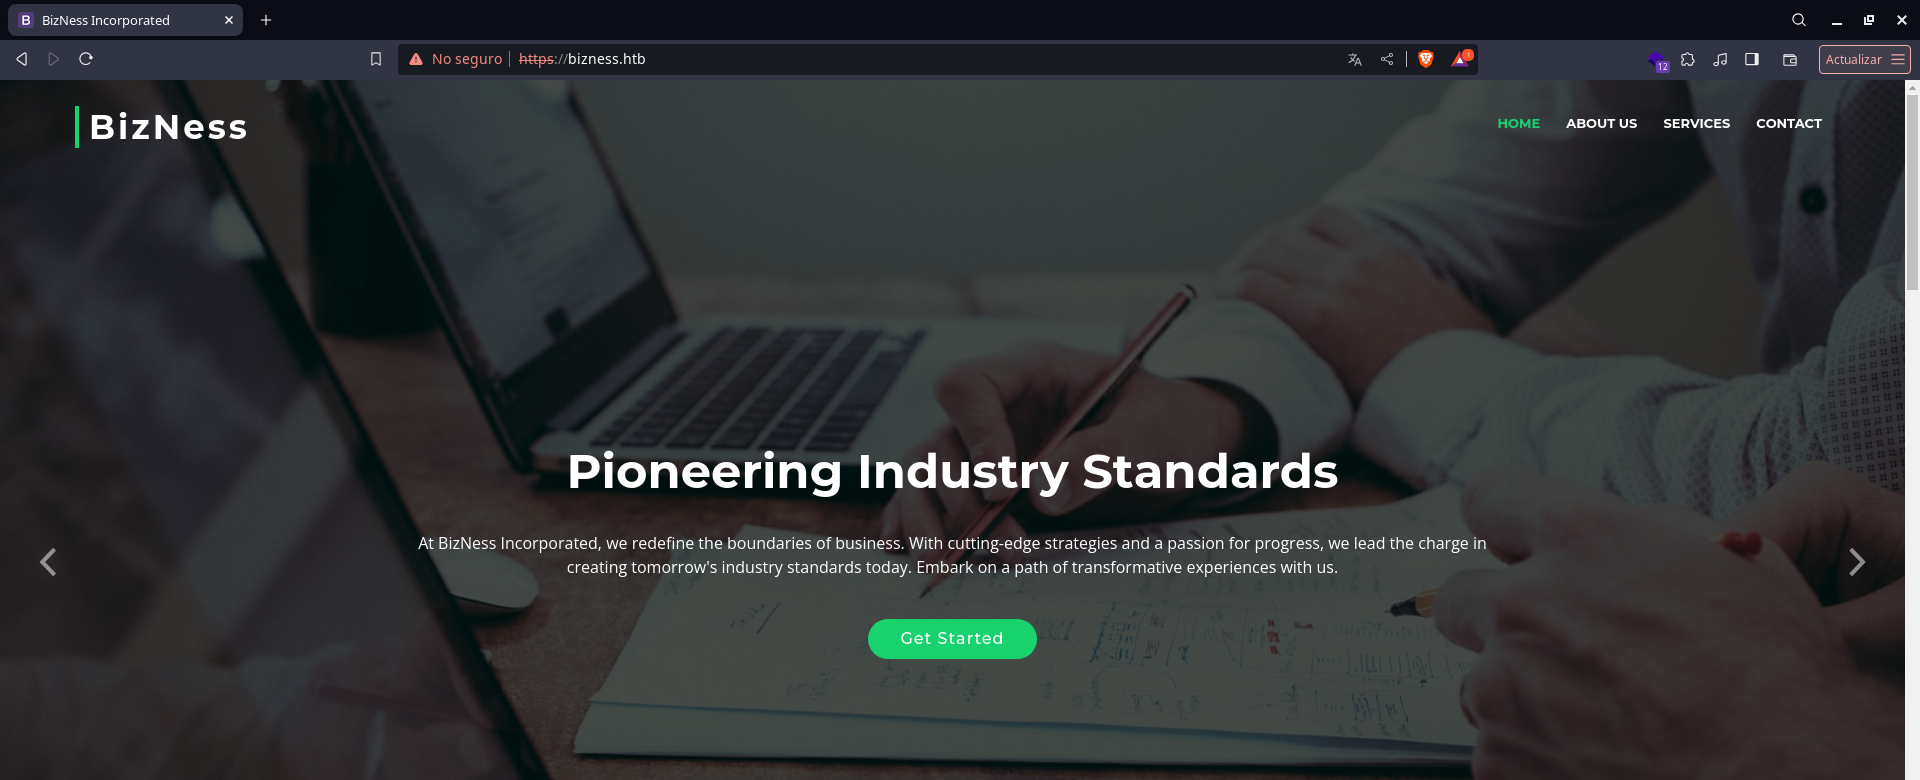 BizNess Incorporated
No seguro
https://bizness.htb
1
12
Actualizar
BizNess
HOME
ABOUT US
SERVICES
CONTACT
Pioneering Industry Standards
At BizNess Incorporated, we redefine the boundaries of business. With cutting-edge strategies and a passion for progress, we lead the charge in
creating tomorrow's industry standards today. Embark on a path of transformative experiences with us.
Get Started